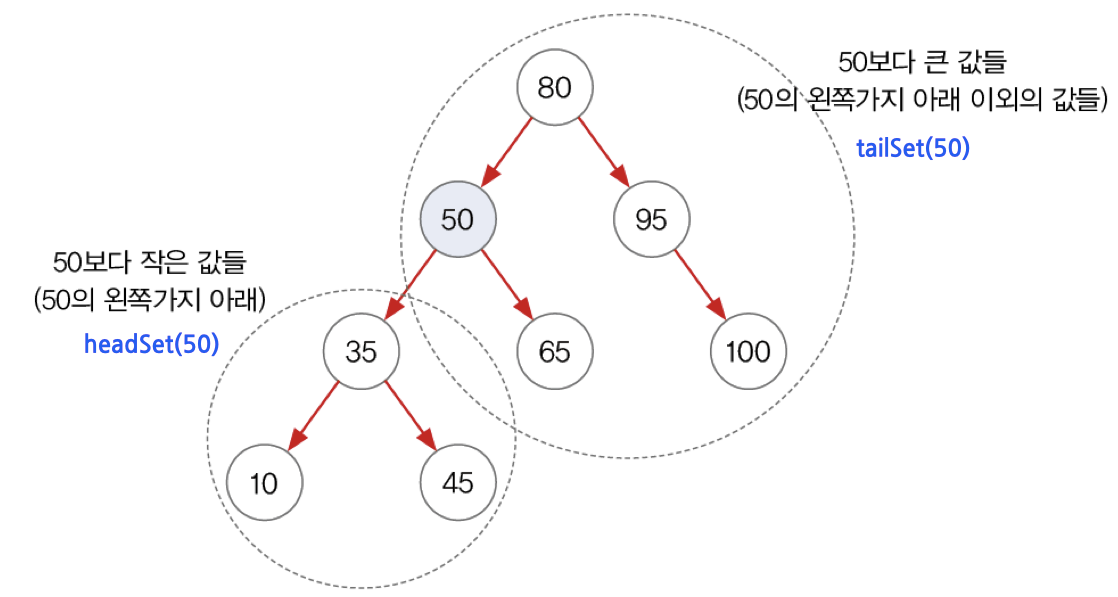 80
50보다 큰 값들
(50의 왼쪽가지 아래 이외의 값들)
tailSet(50)
50
95
50보다 작은 값들
(50의 왼쪽가지 아래)
headSet(50)
35
65
100
10
45